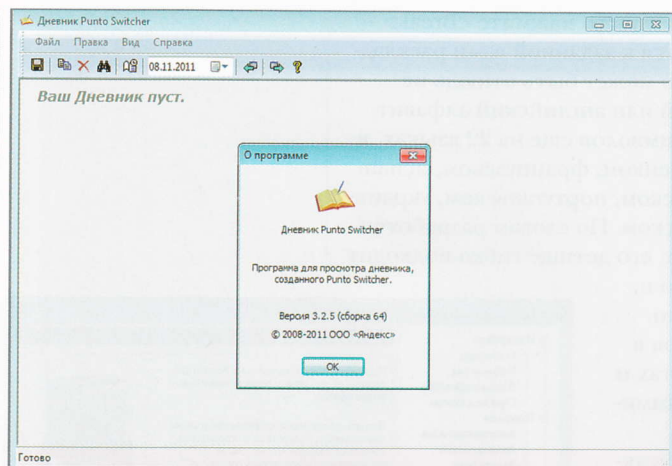 Дневник Punto Switcher
Файл Правка Вид Справка
08.11.2011
Ваш Дневник пуст.
О программе
Дневник Punto Switcher
Программа для просмотра дневника,
созданного Punto Switcher.
Версия 3.2.5 (сборка 64)
© 2008-2011 ООО «Яндекс»
OK
Готово